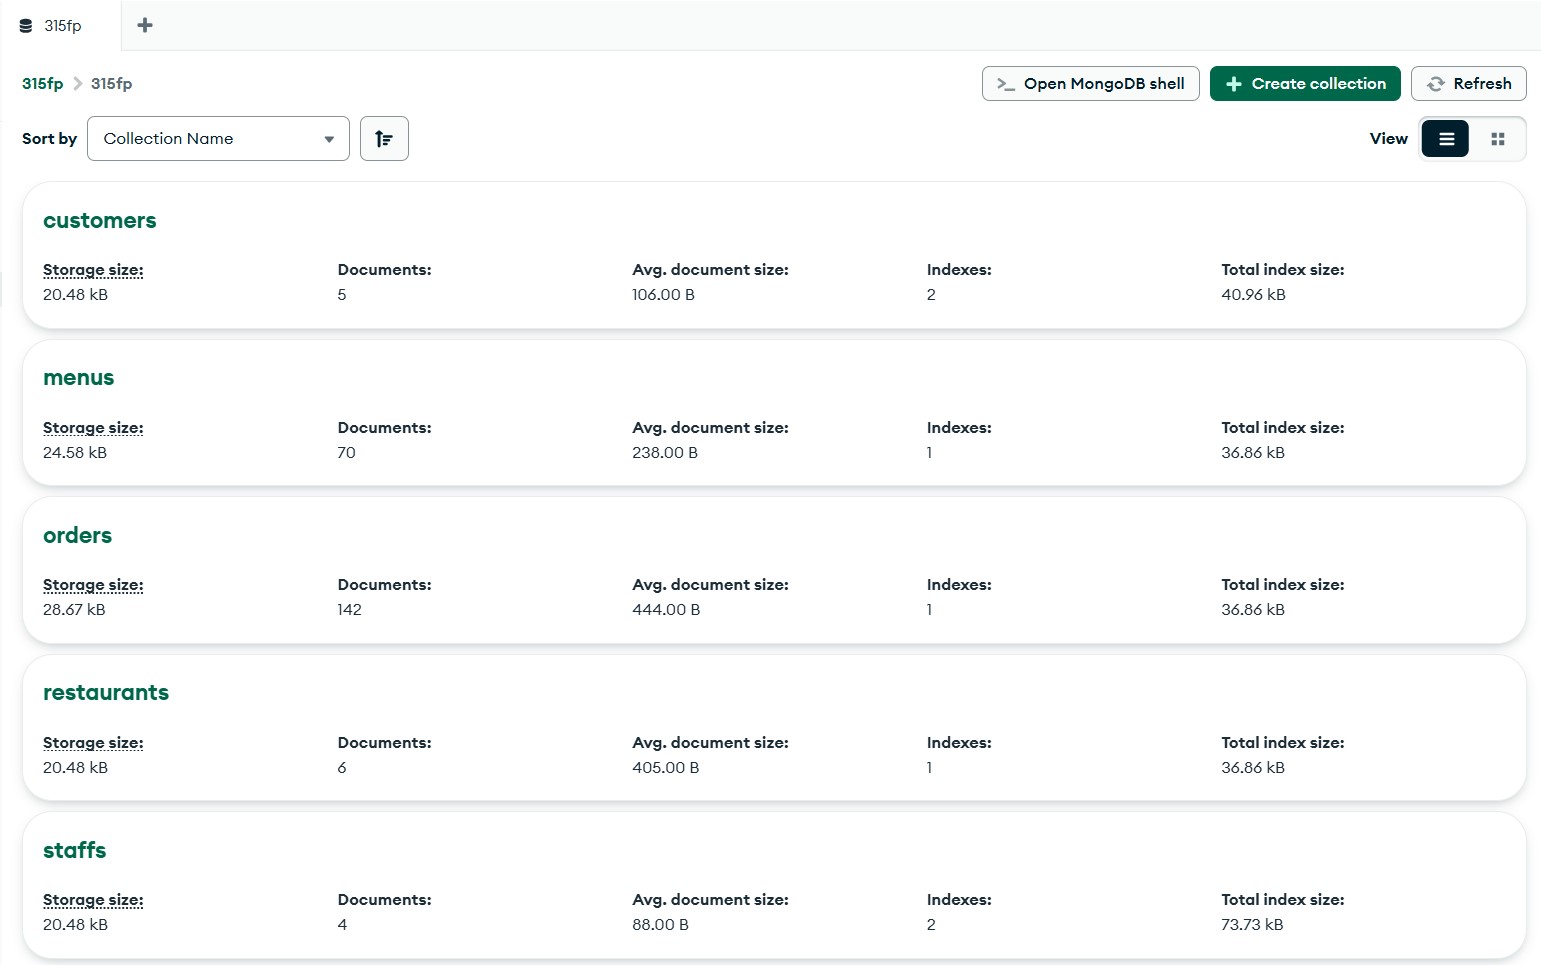 315fp
315fp 315fp
Open MongoDB shell Create collection Refresh
Sort by Collection Name View
customers
Storage size: Documents: Avg. document size: Indexes: Total index size:
20.48 kB 5 106.00 B 2 40.96 kB
menus
Storage size: Documents: Avg. document size: Indexes: Total index size:
24.58 kB 70 238.00 B 1 36.86 kB
orders
Storage size: Documents: Avg. document size: Indexes: Total index size:
28.67 kB 142 444.00 B 1 36.86 kB
restaurants
Storage size: Documents: Avg. document size: Indexes: Total index size:
20.48 kB 6 405.00 B 1 36.86 kB
staffs
Storage size: Documents: Avg. document size: Indexes: Total index size:
20.48 kB 4 88.00 B 2 73.73 kB